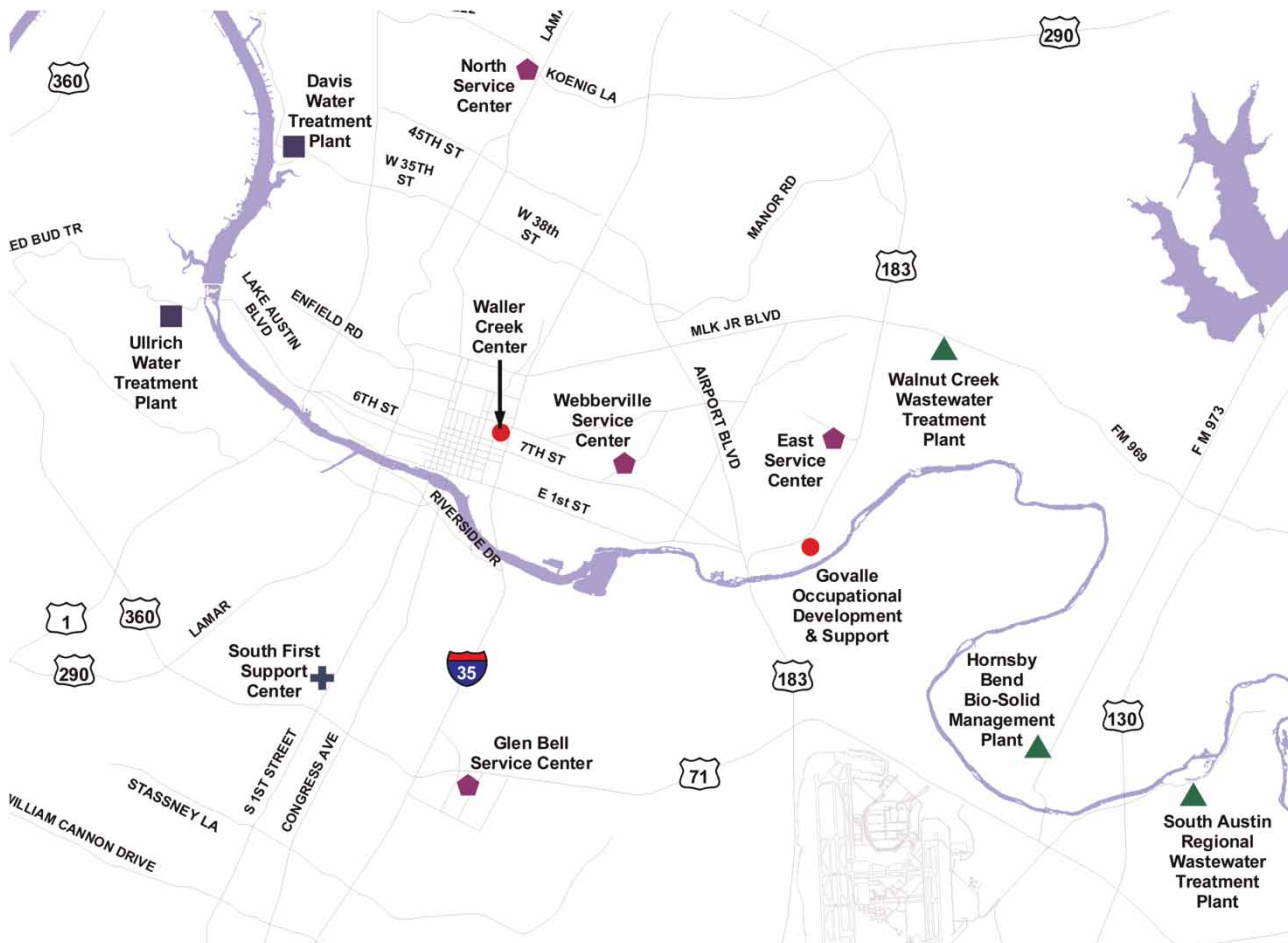 360
Davis
Water
Treatment
Plant
North
Service
Center
LAMA
KOENIG LA
290
45TH ST
W 35TH
ST
W 38th
ST
MANOR RD
183
ED BUD TR
LAKE AUSTIN
BLVD
ENFIELD RD
Waller
Creek
Center
MLK JR BLVD
Ullrich
Water
Treatment
Plant
6TH ST
7TH ST
Webberville
Service
Center
AIRPORT BLVD
East
Service
Center
Walnut Creek
Wastewater
Treatment
Plant
FM 969
F M 973
E 1st ST
RIVERSIDE DR
Govalle
Occupational
Development
& Support
1
360
290
LAMAR
South First
Support
Center
35
183
Hornsby
Bend
Bio-Solid
Management
Plant
130
Glen Bell
Service Center
71
S 1ST STREET
CONGRESS AVE
STASSNEY LA
WILLIAM CANNON DRIVE
South Austin
Regional
Wastewater
Treatment
Plant